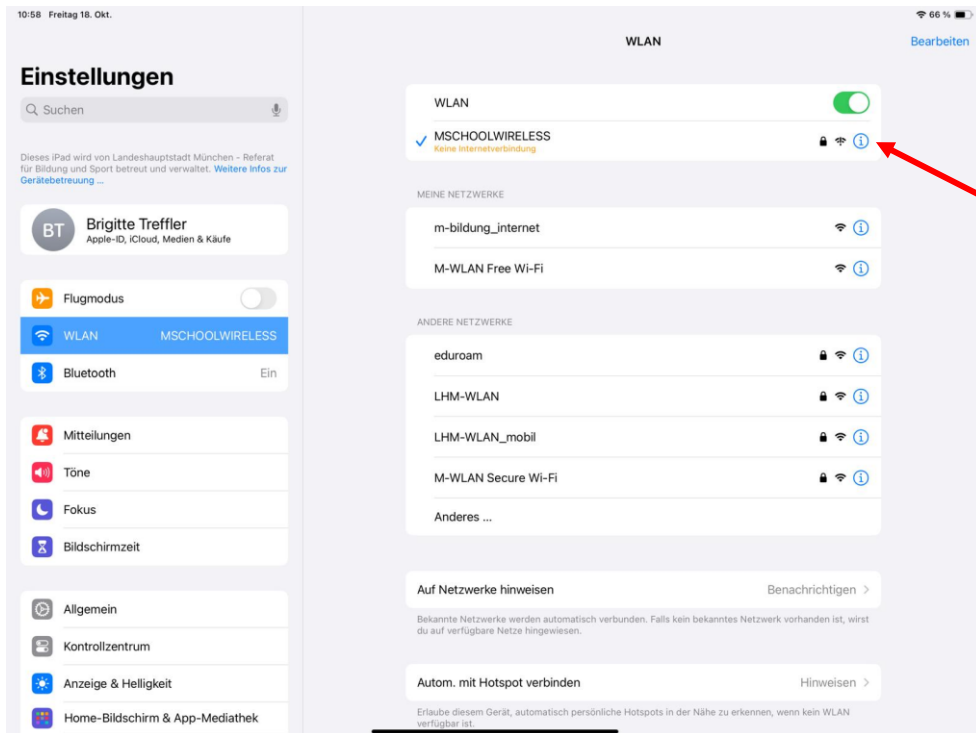 10:58 Freitag 18. Okt.
66 %
Einstellungen
Suchen
Dieses iPad wird von Landeshauptstadt München – Referat
für Bildung und Sport betreut und verwaltet. Weitere Infos zur
Gerätebetreuung ...
BT
Brigitte Treffler
Apple-ID, iCloud, Medien & Käufe
Flugmodus
WLAN MSCHOOLWIRELESS
Bluetooth Ein
Mitteilungen
Töne
Fokus
Bildschirmzeit
Allgemein
Kontrollzentrum
Anzeige & Helligkeit
Home-Bildschirm & App-Mediathek
WLAN
Bearbeiten
WLAN
MSCHOOLWIRELESS
Keine Internetverbindung
MEINE NETZWERKE
m-bildung_internet
M-WLAN Free Wi-Fi
ANDERE NETZWERKE
eduroam
LHM-WLAN
LHM-WLAN_mobil
M-WLAN Secure Wi-Fi
Anderes ...
Auf Netzwerke hinweisen Benachrichtigen
Bekannte Netzwerke werden automatisch verbunden. Falls kein bekanntes Netzwerk vorhanden ist, wirst
du auf verfügbare Netze hingewiesen.
Autom. mit Hotspot verbinden Hinweisen
Erlaube diesem Gerät, automatisch persönliche Hotspots in der Nähe zu erkennen, wenn kein WLAN
verfügbar ist.